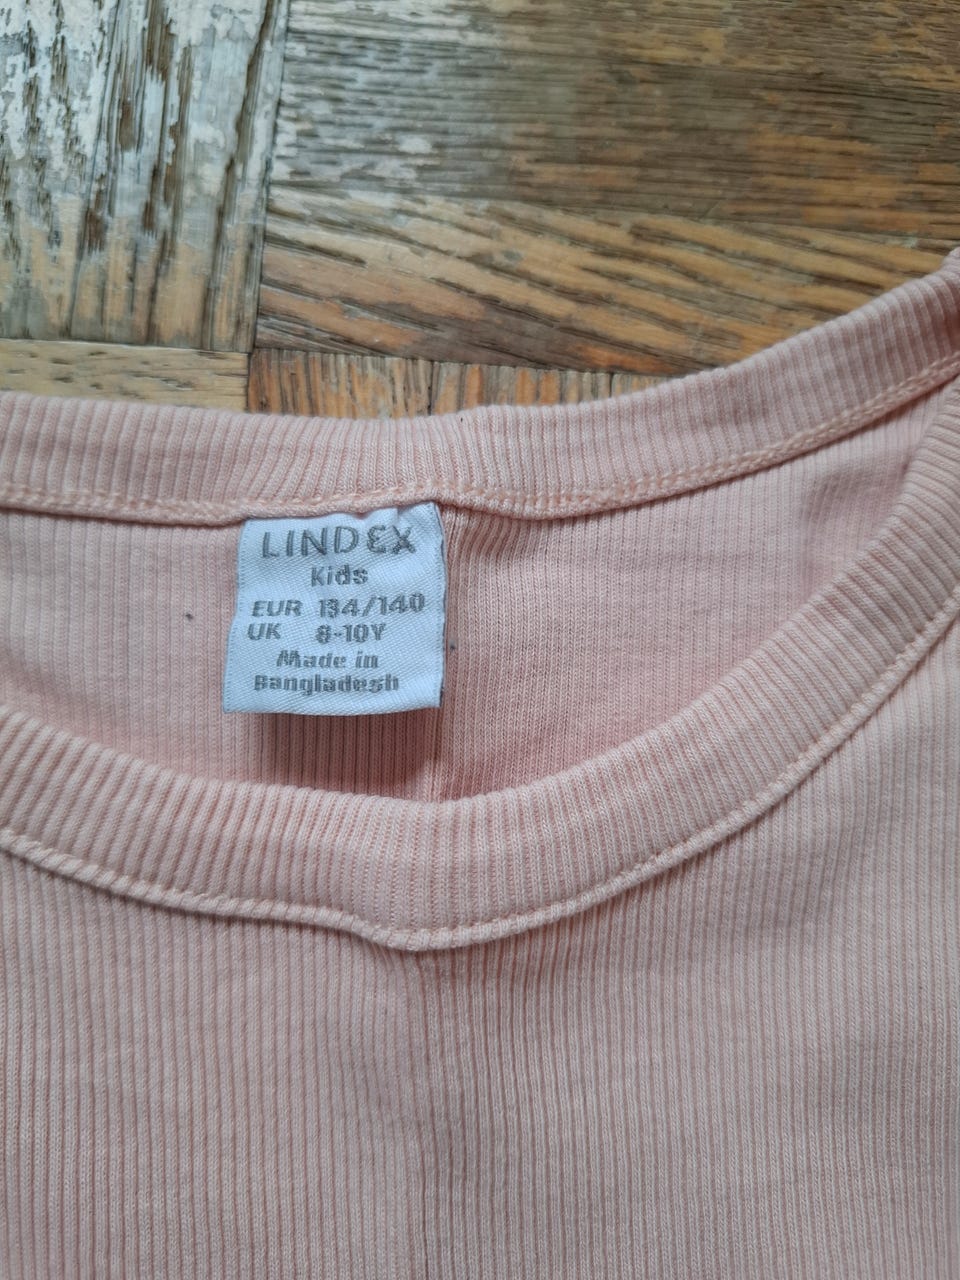 LINDEX
Kids
EUR 134/140
UK 8-10Y
Made in
Bangladesh